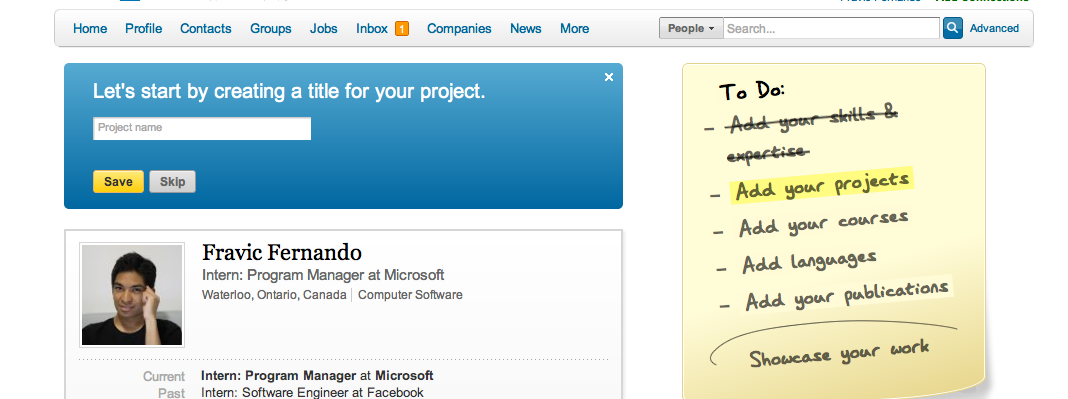 Home Profile Contacts Groups Jobs Inbox 1 Companies News More People Search... Advanced
Let's start by creating a title for your project.
Project name
Save Skip
To Do:
- Add your skills &
expertise
- Add your projects
- Add your courses
- Add languages
- Add your publications
Showcase your work
Fravic Fernando
Intern: Program Manager at Microsoft
Waterloo, Ontario, Canada | Computer Software
Current Intern: Program Manager at Microsoft
Past Intern: Software Engineer at Facebook